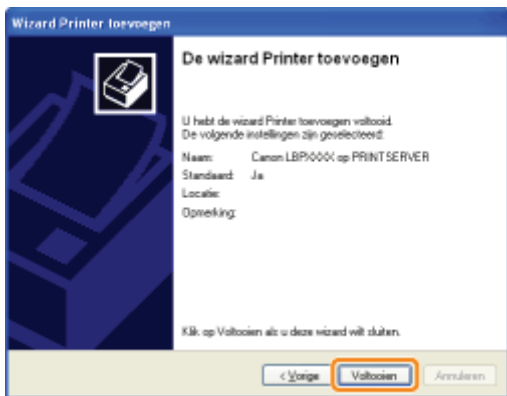 Wizard Printer toevoegen
De wizard Printer toevoegen
U hebt de wizard Printer toevoegen voltooid.
De volgende instellingen zijn geselecteerd:
Naam: Canon LBPXXXX op PRINTSERVER
Standaard: Ja
Locatie:
Opmerking:
Klik op Voltooien als u deze wizard wilt sluiten.
< Vorige Voltooien Annuleren